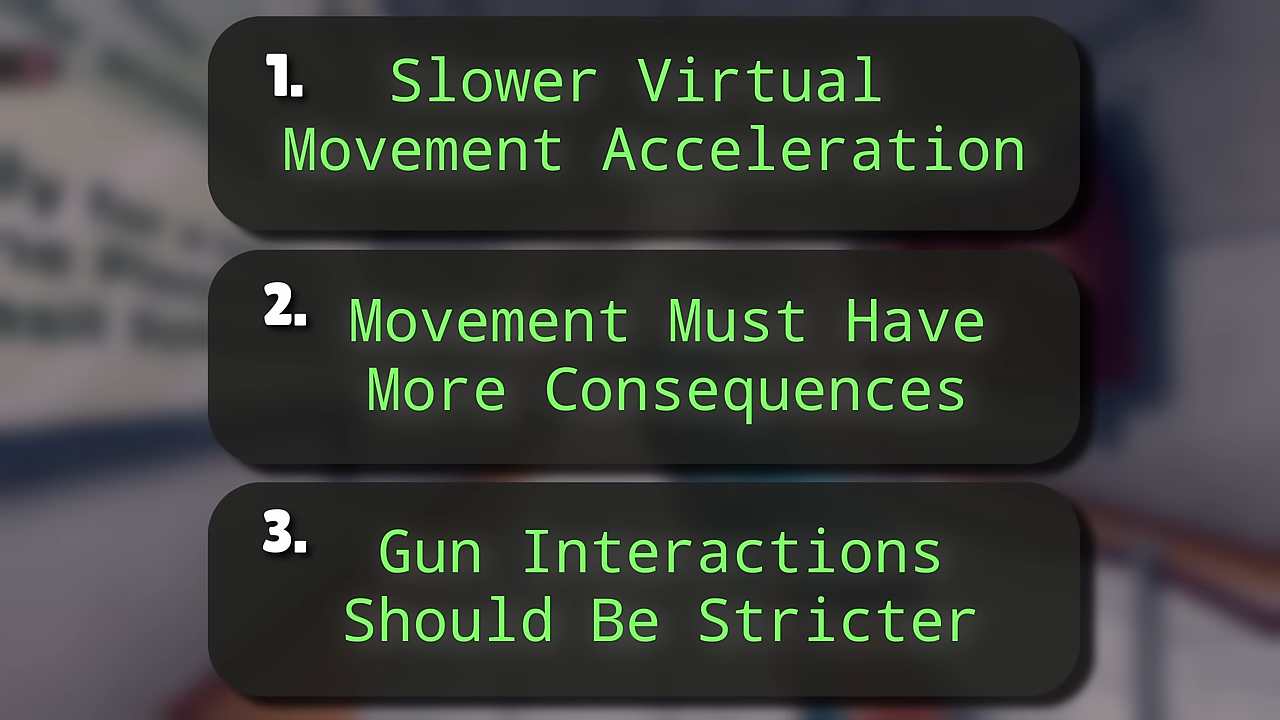 1. Slower Virtual
Movement Acceleration
2. Movement Must Have
More Consequences
3. Gun Interactions
Should Be Stricter